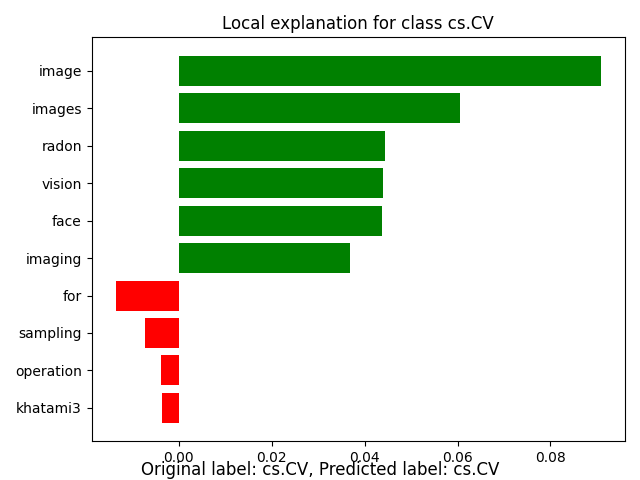 Local explanation for class cs.CV
image
images
radon
vision
face
imaging
for
sampling
operation
khatami3
0.00 0.02 0.04 0.06 0.08
Original label: cs.CV, Predicted label: cs.CV